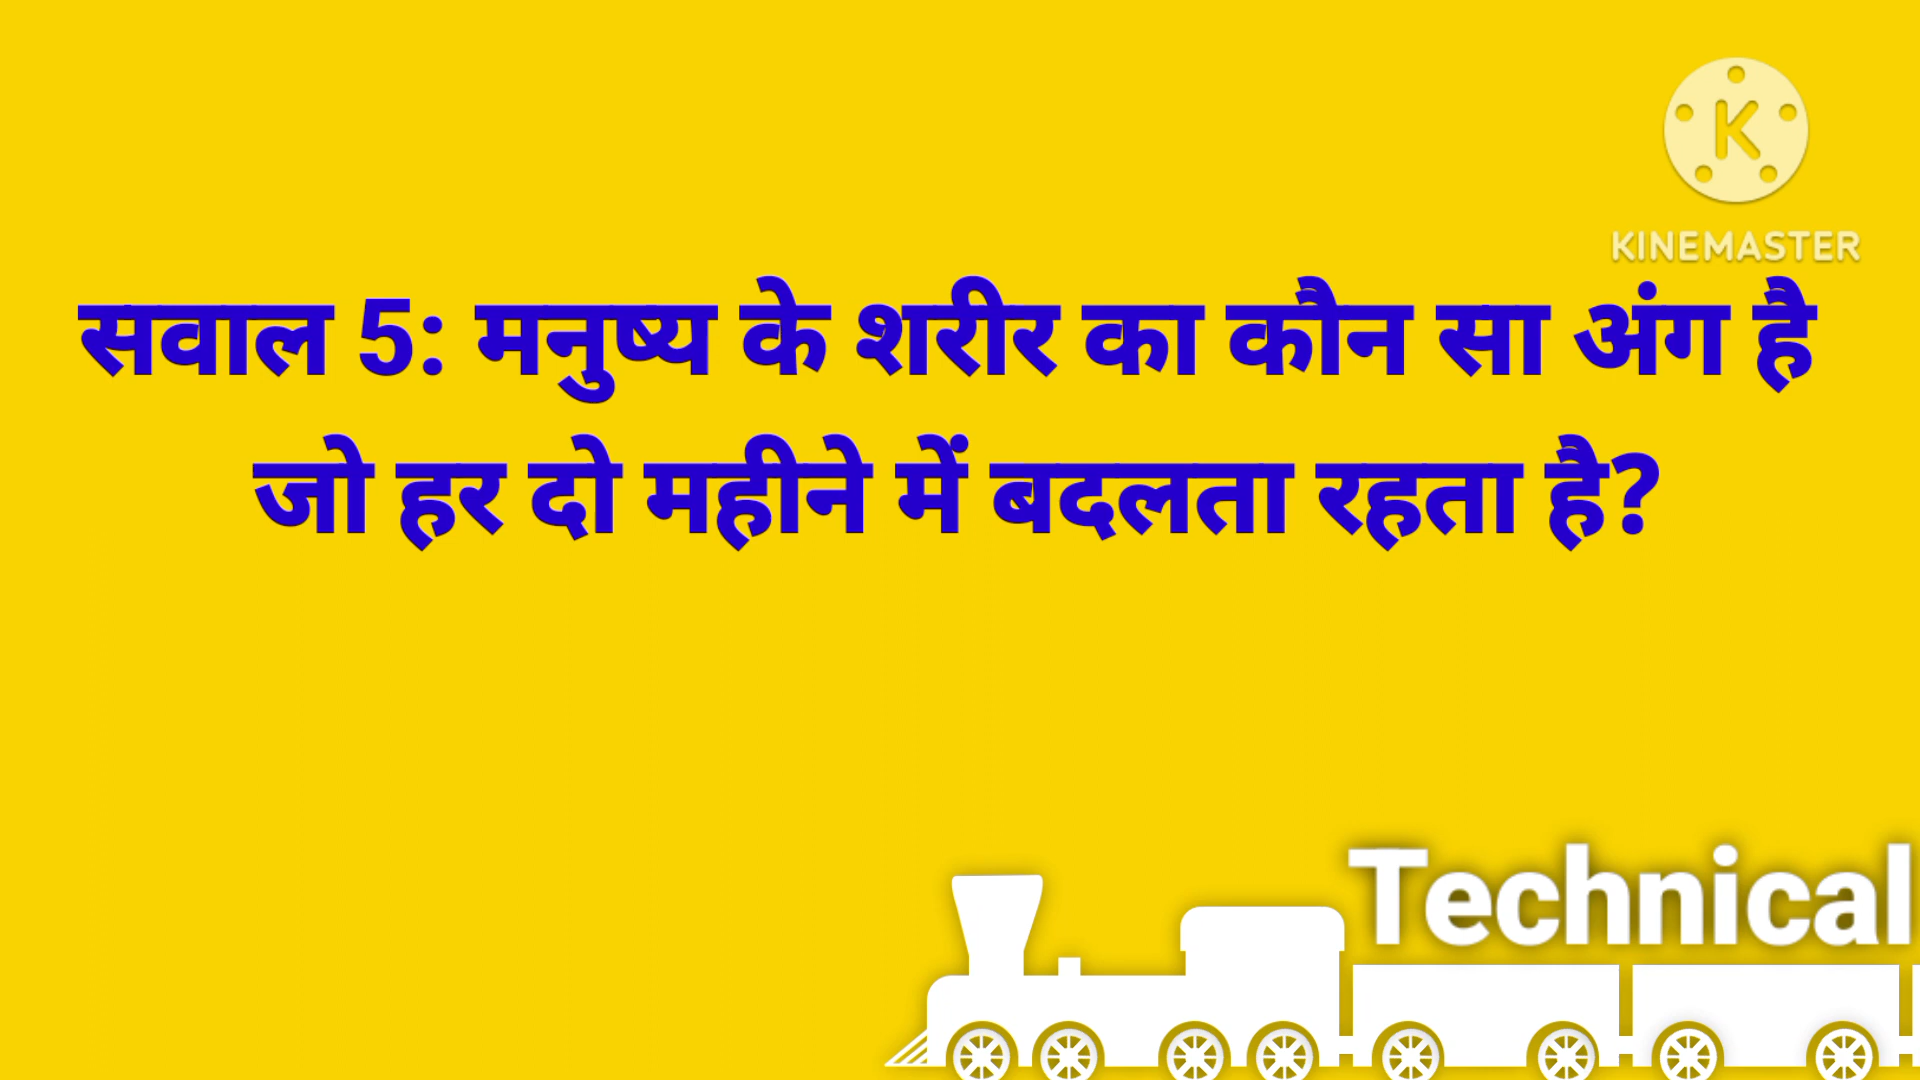 KINEMASTER
सवाल 5: मनुष्य के शरीर का कौन सा अंग है
जो हर दो महीने में बदलता रहता है?
Technical